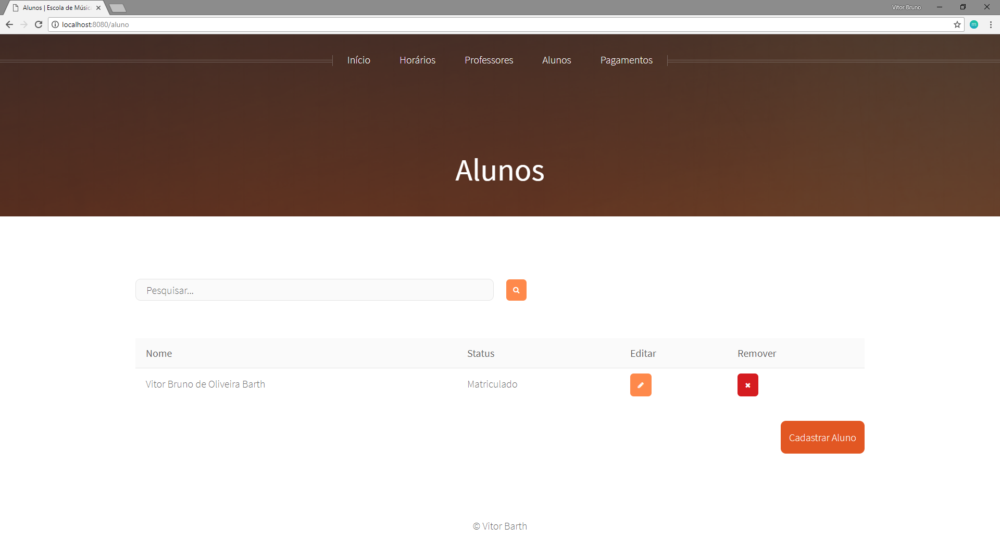 Alunos | Escola de Músic
Vitor Bruno
localhost:8080/aluno
m
Início Horários Professores Alunos Pagamentos
Alunos
Pesquisar...
Nome Status Editar Remover
Vitor Bruno de Oliveira Barth Matriculado
Cadastrar Aluno
© Vitor Barth